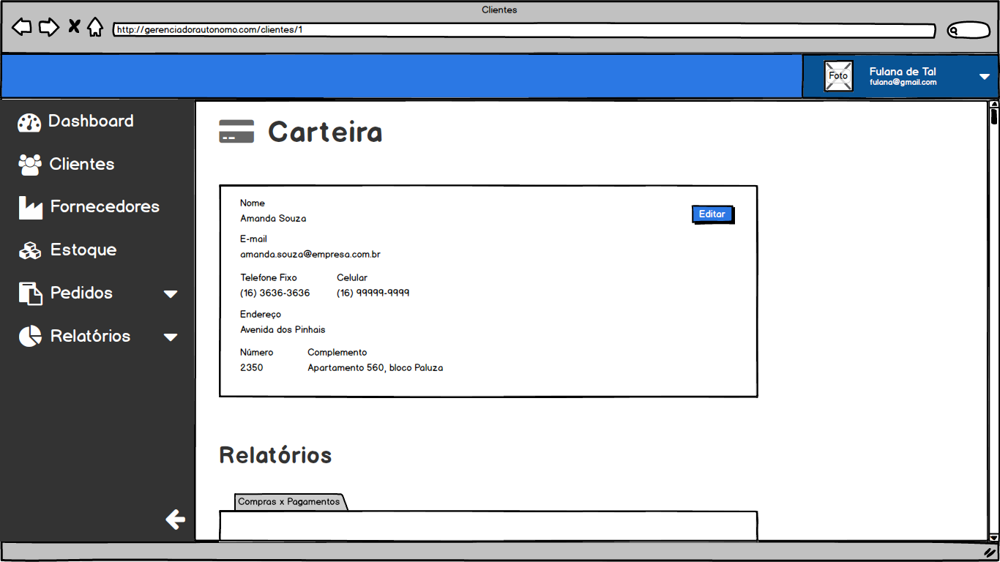 Clientes
http://gerenciadorautonomo.com/clientes/1
Foto
Fulana de Tal
fulana@gmail.com
Dashboard
Clientes
Fornecedores
Estoque
Pedidos
Relatórios
Carteira
Nome
Amanda Souza
Editar
E-mail
amanda.souza@empresa.com.br
Telefone Fixo Celular
(16) 3636-3636 (16) 99999-9999
Endereço
Avenida dos Pinhais
Número Complemento
2350 Apartamento 560, bloco Paluza
Relatórios
Compras x Pagamentos